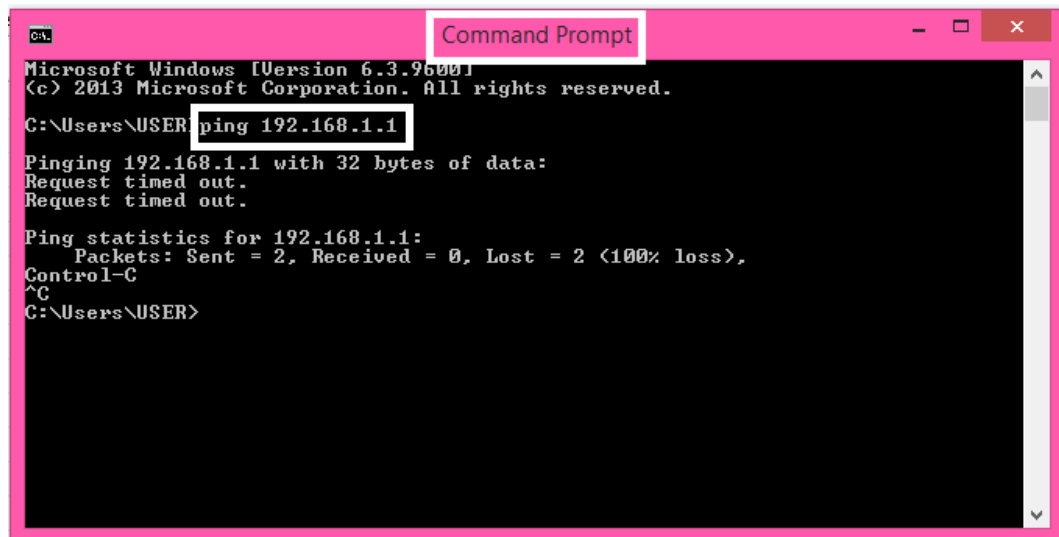 Command Prompt
Microsoft Windows [Version 6.3.9600]
(c) 2013 Microsoft Corporation. All rights reserved.
C:\Users\USER>ping 192.168.1.1
Pinging 192.168.1.1 with 32 bytes of data:
Request timed out.
Request timed out.
Ping statistics for 192.168.1.1:
Packets: Sent = 2, Received = 0, Lost = 2 (100% loss),
Control-C
^C
C:\Users\USER>